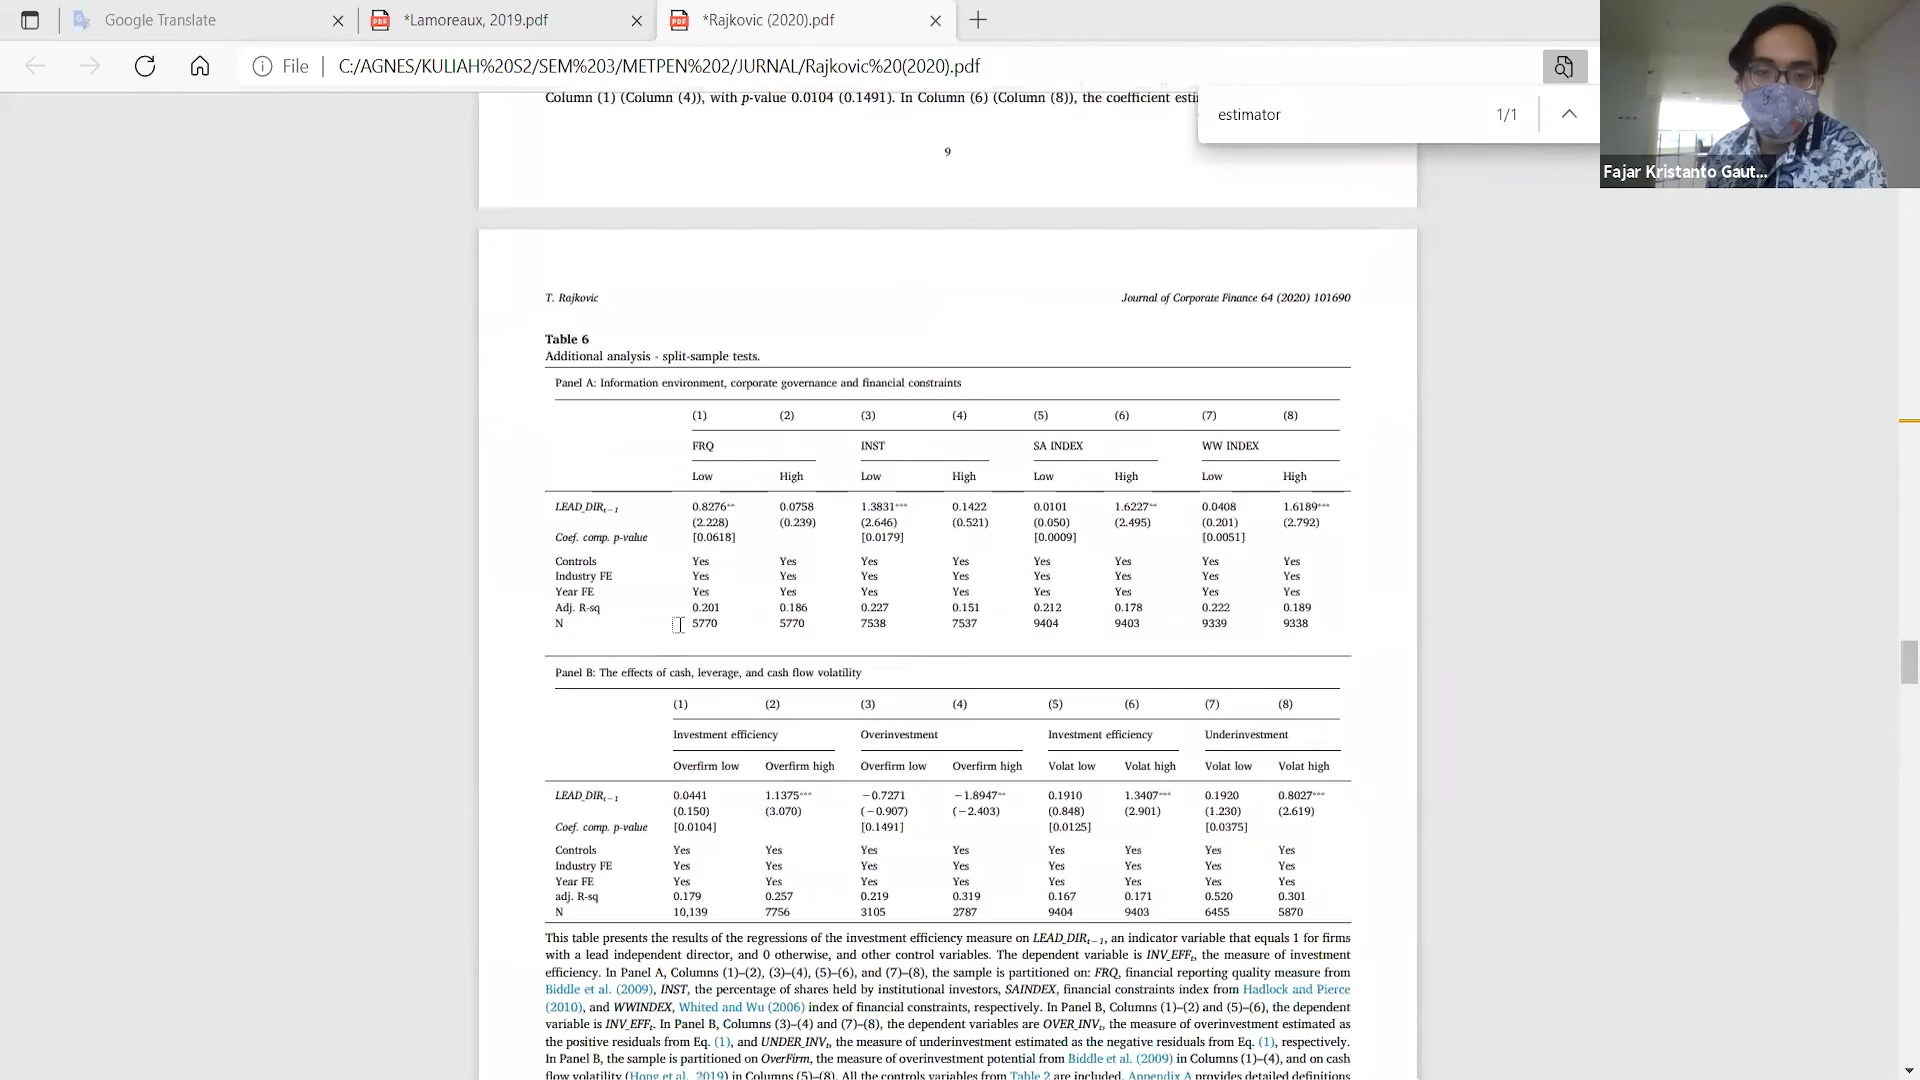 Google Translate
*Lamoreaux, 2019.pdf
*Rajkovic (2020).pdf
File
C:/AGNES/KULIAH%20S2/SEM%203/METPEN%202/JURNAL/Rajkovic%20(2020).pdf
Column (1) (Column (4)), with p-value 0.0104 (0.1491). In Column (6) (Column (8)), the coefficient esti
estimator 1/1
Fajar Kristanto Gaut...
9
T. Rajkovic Journal of Corporate Finance 64 (2020) 101690
Table 6
Additional analysis - split-sample tests.
Panel A: Information environment, corporate governance and financial constraints
(1) (2) (3) (4) (5) (6) (7) (8)
FRQ INST SA INDEX WW INDEX
Low High Low High Low High Low High
LEAD_DIRt−1 0.8276** 0.0758 1.3831*** 0.1422 0.0101 1.6227** 0.0408 1.6189***
(2.228) (0.239) (2.646) (0.521) (0.050) (2.495) (0.201) (2.792)
Coef. comp. p-value [0.0618] [0.0179] [0.0009] [0.0051]
Controls Yes Yes Yes Yes Yes Yes Yes Yes
Industry FE Yes Yes Yes Yes Yes Yes Yes Yes
Year FE Yes Yes Yes Yes Yes Yes Yes Yes
Adj. R-sq 0.201 0.186 0.227 0.151 0.212 0.178 0.222 0.189
N 5770 5770 7538 7537 9404 9403 9339 9338
Panel B: The effects of cash, leverage, and cash flow volatility
(1) (2) (3) (4) (5) (6) (7) (8)
Investment efficiency Overinvestment Investment efficiency Underinvestment
Overfirm low Overfirm high Overfirm low Overfirm high Volat low Volat high Volat low Volat high
LEAD_DIRt−1 0.0441 1.1375*** −0.7271 −1.8947** 0.1910 1.3407*** 0.1920 0.8027***
(0.150) (3.070) (−0.907) (−2.403) (0.848) (2.901) (1.230) (2.619)
Coef. comp. p-value [0.0104] [0.1491] [0.0125] [0.0375]
Controls Yes Yes Yes Yes Yes Yes Yes Yes
Industry FE Yes Yes Yes Yes Yes Yes Yes Yes
Year FE Yes Yes Yes Yes Yes Yes Yes Yes
adj. R-sq 0.179 0.257 0.219 0.319 0.167 0.171 0.520 0.301
N 10,139 7756 3105 2787 9404 9403 6455 5870
This table presents the results of the regressions of the investment efficiency measure on LEAD_DIRt−1, an indicator variable that equals 1 for firms
with a lead independent director, and 0 otherwise, and other control variables. The dependent variable is INV_EFFt, the measure of investment
efficiency. In Panel A, Columns (1)–(2), (3)–(4), (5)–(6), and (7)–(8), the sample is partitioned on: FRQ, financial reporting quality measure from
Biddle et al. (2009), INST, the percentage of shares held by institutional investors, SAINDEX, financial constraints index from Hadlock and Pierce
(2010), and WWINDEX, Whited and Wu (2006) index of financial constraints, respectively. In Panel B, Columns (1)–(2) and (5)–(6), the dependent
variable is INV_EFFt. In Panel B, Columns (3)–(4) and (7)–(8), the dependent variables are OVER_INVt, the measure of overinvestment estimated as
the positive residuals from Eq. (1), and UNDER_INVt, the measure of underinvestment estimated as the negative residuals from Eq. (1), respectively.
In Panel B, the sample is partitioned on OverFirm, the measure of overinvestment potential from Biddle et al. (2009) in Columns (1)–(4), and on cash
flow volatility (Hong et al., 2019) in Columns (5)–(8). All the controls variables from Table 2 are included. Appendix A provides detailed definitions